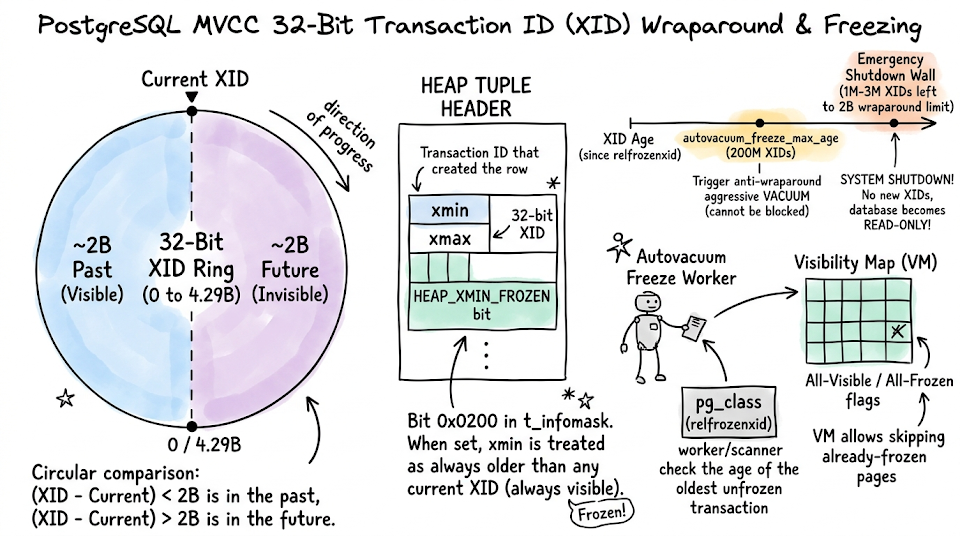 PostgreSQL MVCC 32-Bit Transaction ID (XID) Wraparound & Freezing
Current XID
direction
of progress
~2B
Past
(Visible)
32-Bit
XID Ring
(0 to 4.29B)
~2B
Future
(Invisible)
0 / 4.29B
Circular comparison:
(XID - Current) < 2B is in the past,
(XID - Current) > 2B is in the future.
HEAP TUPLE
HEADER
Transaction ID that
created the row
xmin
xmax
32-bit
XID
HEAP_XMIN_FROZEN
bit
Bit 0x0200 in t_infomask.
When set, xmin is treated
as always older than any
current XID (always visible).
Frozen!
Emergency
Shutdown Wall
(1M-3M XIDs left
to 2B wraparound limit)
XID Age
(since relfrozenxid)
autovacuum_freeze_max_age
(200M XIDs)
Trigger anti-wraparound
aggressive VACUUM
(cannot be blocked)
SYSTEM SHUTDOWN!
No new XIDs,
database becomes
READ-ONLY!
Autovacuum
Freeze Worker
pg_class
(relfrozenxid)
worker/scanner
check the age of the
oldest unfrozen
transaction
Visibility Map (VM)
All-Visible / All-Frozen
flags
VM allows skipping
already-frozen
pages